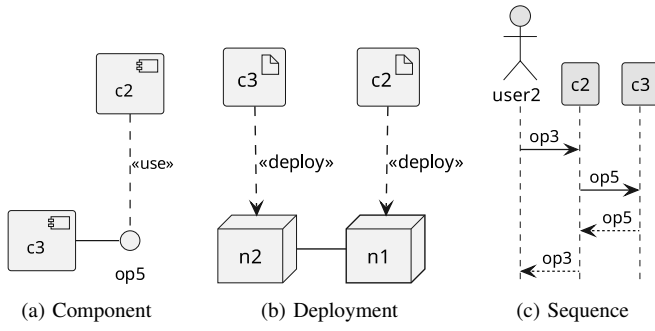 c2
«use»
c3
op5
(a) Component
c3
c2
«deploy»
«deploy»
n2
n1
(b) Deployment
user2
c2
c3
op3
op5
op5
op3
(c) Sequence